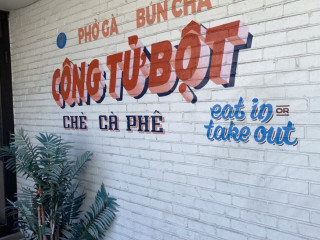 PHỞ GÀ BÚN CHẢ
CÔNG TỬ BỘT
CHÈ CÀ PHÊ
eat in OR
take out